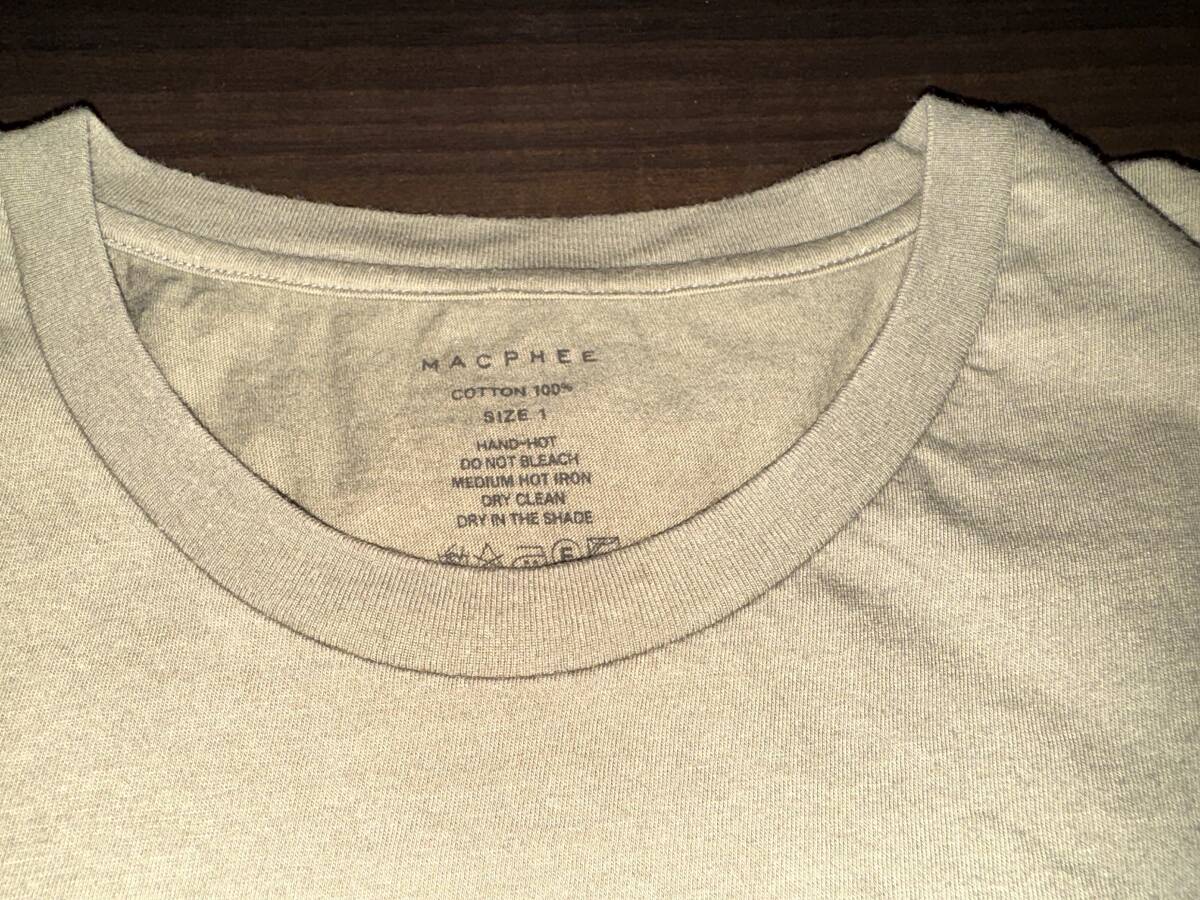 MACPHEE
COTTON 100%
SIZE 1
HAND-HOT
DO NOT BLEACH
MEDIUM HOT IRON
DRY CLEAN
DRY IN THE SHADE
F